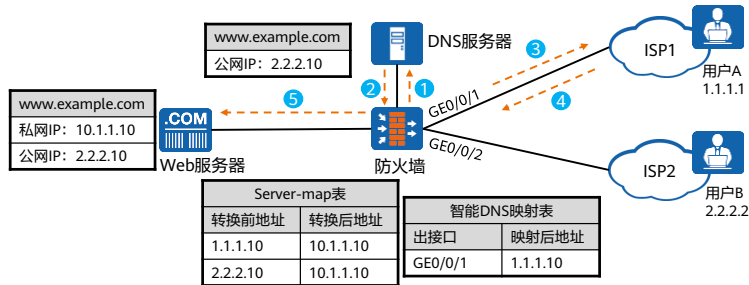 www.example.com
公网IP：2.2.2.10
DNS服务器
ISP1
用户A
1.1.1.1
3
4
2
1
5
GE0/0/1
GE0/0/2
www.example.com
私网IP：10.1.1.10
公网IP：2.2.2.10
.COM
Web服务器
防火墙
ISP2
用户B
2.2.2.2
Server-map表
转换前地址 转换后地址
1.1.1.10 10.1.1.10
2.2.2.10 10.1.1.10
智能DNS映射表
出接口 映射后地址
GE0/0/1 1.1.1.10